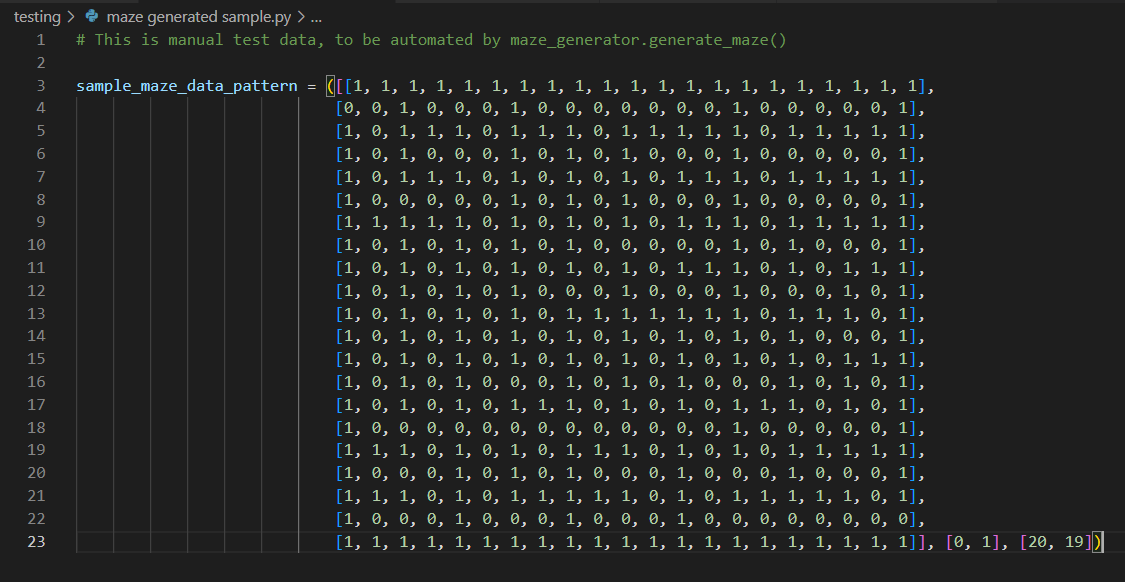 testing > maze generated sample.py > ...
1 # This is manual test data, to be automated by maze_generator.generate_maze()
2
3 sample_maze_data_pattern = ([[1, 1, 1, 1, 1, 1, 1, 1, 1, 1, 1, 1, 1, 1, 1, 1, 1, 1, 1, 1, 1],
4 [0, 0, 1, 0, 0, 0, 1, 0, 0, 0, 0, 0, 0, 0, 1, 0, 0, 0, 0, 0, 1],
5 [1, 0, 1, 1, 1, 0, 1, 1, 1, 0, 1, 1, 1, 1, 1, 0, 1, 1, 1, 1, 1],
6 [1, 0, 1, 0, 0, 0, 1, 0, 1, 0, 1, 0, 0, 0, 1, 0, 0, 0, 0, 0, 1],
7 [1, 0, 1, 1, 1, 0, 1, 0, 1, 0, 1, 0, 1, 1, 1, 0, 1, 1, 1, 1, 1],
8 [1, 0, 0, 0, 0, 0, 1, 0, 1, 0, 1, 0, 0, 0, 1, 0, 0, 0, 0, 0, 1],
9 [1, 1, 1, 1, 1, 0, 1, 0, 1, 0, 1, 0, 1, 1, 1, 0, 1, 1, 1, 1, 1],
10 [1, 0, 1, 0, 1, 0, 1, 0, 1, 0, 0, 0, 0, 0, 1, 0, 1, 0, 0, 0, 1],
11 [1, 0, 1, 0, 1, 0, 1, 0, 1, 0, 1, 0, 1, 1, 1, 0, 1, 0, 1, 1, 1],
12 [1, 0, 1, 0, 1, 0, 1, 0, 0, 0, 1, 0, 0, 0, 1, 0, 0, 0, 1, 0, 1],
13 [1, 0, 1, 0, 1, 0, 1, 0, 1, 1, 1, 1, 1, 1, 1, 0, 1, 1, 1, 0, 1],
14 [1, 0, 1, 0, 1, 0, 1, 0, 1, 0, 1, 0, 1, 0, 1, 0, 1, 0, 0, 0, 1],
15 [1, 0, 1, 0, 1, 0, 1, 0, 1, 0, 1, 0, 1, 0, 1, 0, 1, 0, 1, 1, 1],
16 [1, 0, 1, 0, 1, 0, 0, 0, 1, 0, 1, 0, 1, 0, 0, 0, 1, 0, 1, 0, 1],
17 [1, 0, 1, 0, 1, 0, 1, 1, 1, 0, 1, 0, 1, 0, 1, 1, 1, 0, 1, 0, 1],
18 [1, 0, 0, 0, 0, 0, 0, 0, 0, 0, 0, 0, 0, 0, 1, 0, 0, 0, 0, 0, 1],
19 [1, 1, 1, 0, 1, 0, 1, 0, 1, 1, 1, 0, 1, 0, 1, 0, 1, 1, 1, 1, 1],
20 [1, 0, 0, 0, 1, 0, 1, 0, 1, 0, 0, 0, 1, 0, 0, 0, 1, 0, 0, 0, 1],
21 [1, 1, 1, 0, 1, 0, 1, 1, 1, 1, 1, 0, 1, 0, 1, 1, 1, 1, 1, 0, 1],
22 [1, 0, 0, 0, 1, 0, 0, 0, 1, 0, 0, 0, 1, 0, 0, 0, 0, 0, 0, 0, 0],
23 [1, 1, 1, 1, 1, 1, 1, 1, 1, 1, 1, 1, 1, 1, 1, 1, 1, 1, 1, 1, 1]], [0, 1], [20, 19])